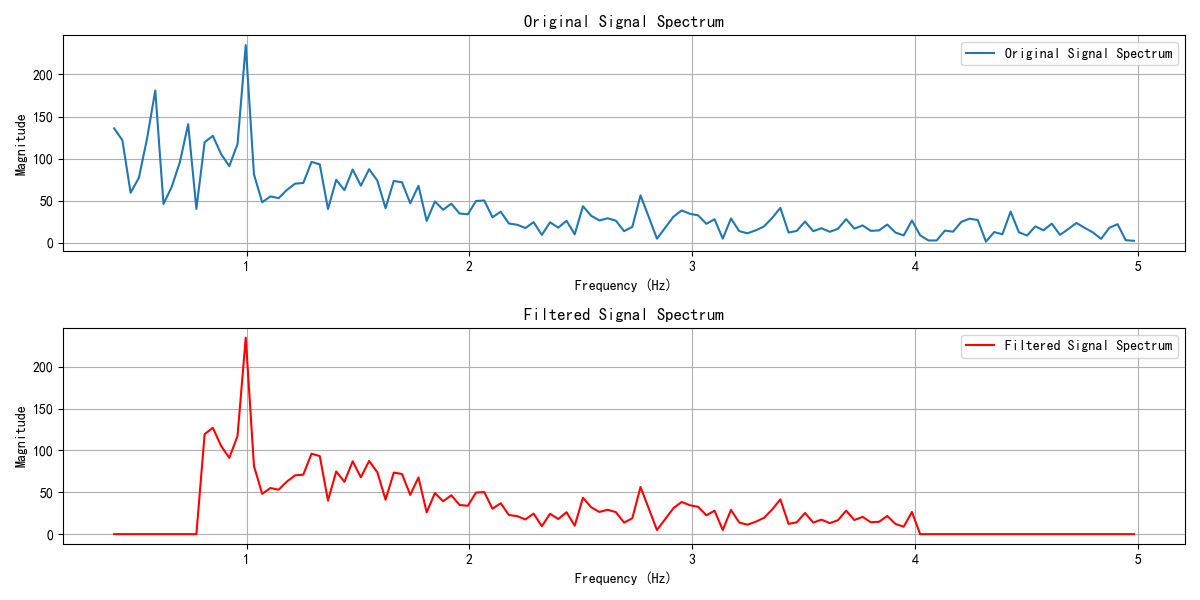 Original Signal Spectrum
Original Signal Spectrum
Magnitude
200
150
100
50
0
1
2
3
4
5
Frequency (Hz)
Filtered Signal Spectrum
Filtered Signal Spectrum
Magnitude
200
150
100
50
0
1
2
3
4
5
Frequency (Hz)